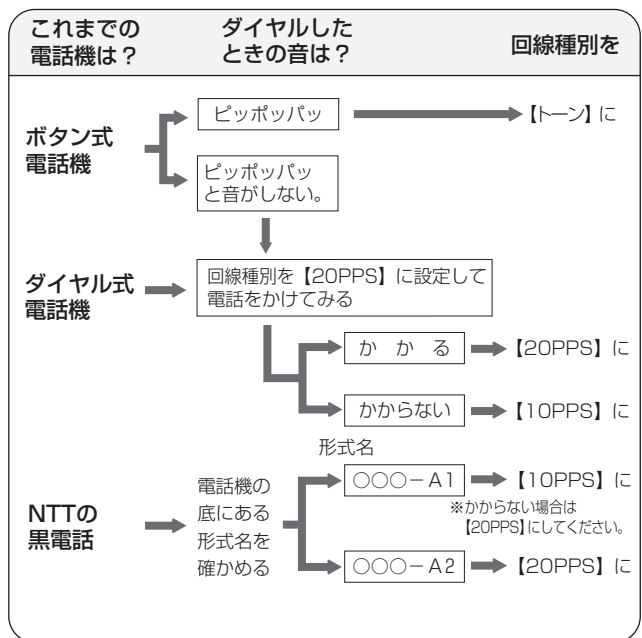 これまでの
電話機は？
ダイヤルした
ときの音は？
回線種別を
ボタン式
電話機
ピッポッパッ
【トーン】に
ピッポッパッ
と音がしない。
ダイヤル式
電話機
回線種別を【20PPS】に設定して
電話をかけてみる
かかる
【20PPS】に
かからない
【10PPS】に
NTTの
黒電話
電話機の
底にある
形式名を
確かめる
形式名
○○○－A1
【10PPS】に
※かからない場合は
【20PPS】にしてください。
○○○－A2
【20PPS】に